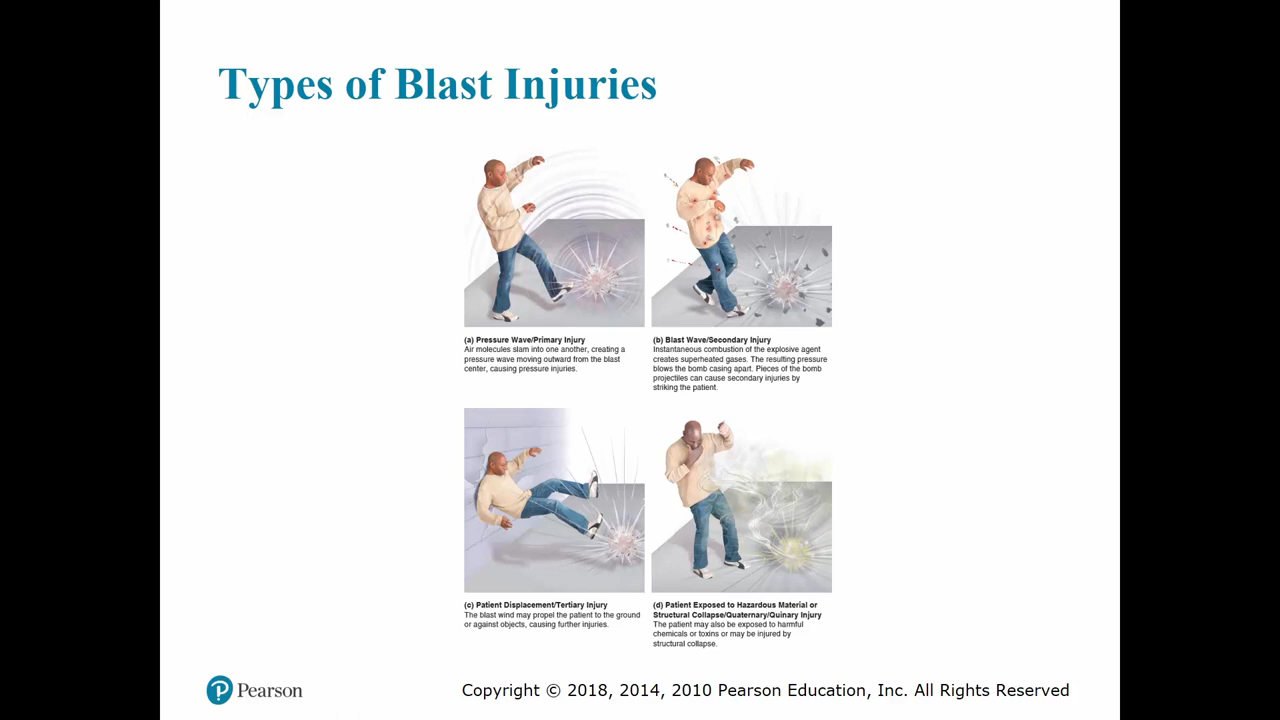 Types of Blast Injuries
(a) Pressure Wave/Primary Injury
Air molecules slam into one another, creating a
pressure wave moving outward from the blast
center, causing pressure injuries.
(b) Blast Wave/Secondary Injury
Instantaneous combustion of the explosive agent
creates superheated gases. The resulting pressure
blows the bomb casing apart. Pieces of the bomb
projectiles can cause secondary injuries by
striking the patient.
(c) Patient Displacement/Tertiary Injury
The blast wind may propel the patient to the ground
or against objects, causing further injuries.
(d) Patient Exposed to Hazardous Material or
Structural Collapse/Quaternary/Quinary Injury
The patient may also be exposed to harmful
chemicals or toxins or may be injured by
structural collapse.
P Pearson
Copyright © 2018, 2014, 2010 Pearson Education, Inc. All Rights Reserved